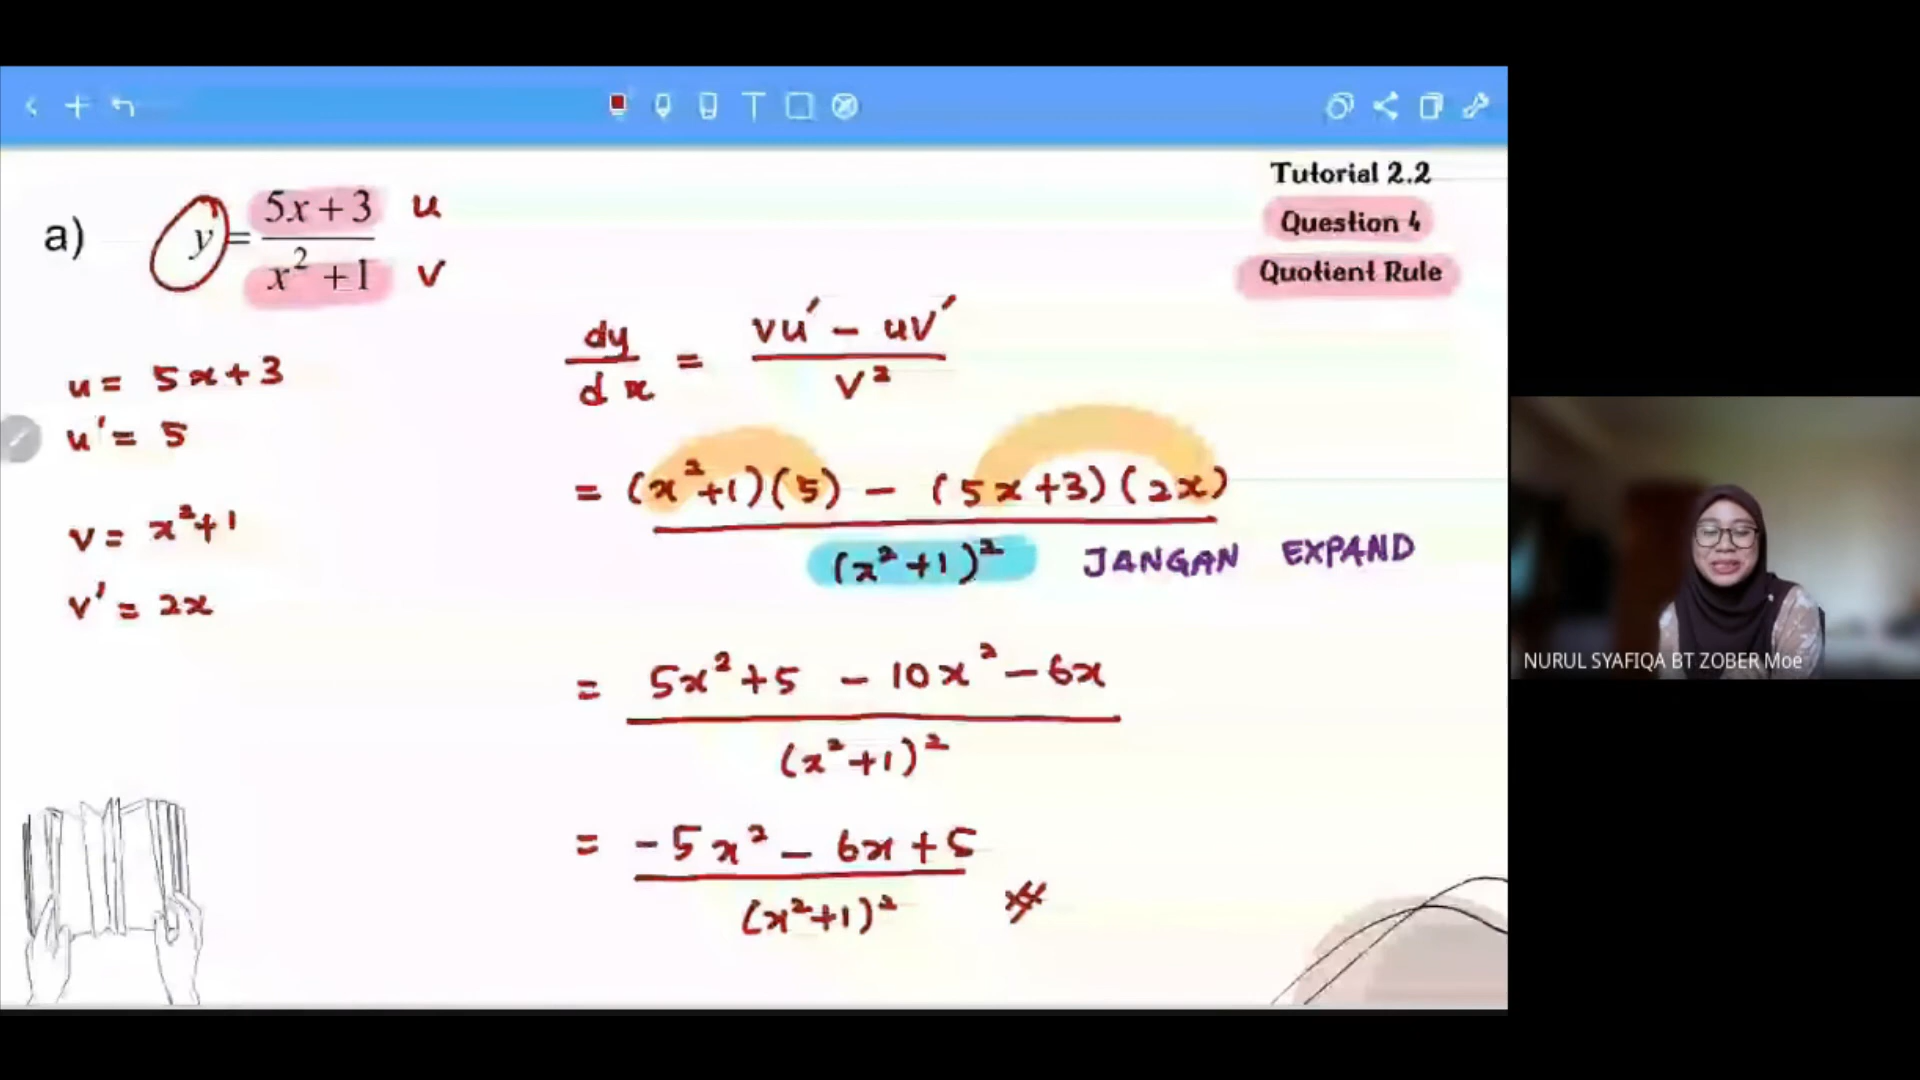 Tutorial 2.2
Question 4
Quotient Rule
a) y = (5x + 3)/(x² + 1) u v
u = 5x + 3
u' = 5
v = x² + 1
v' = 2x
dy/dx = (vu' − uv')/v²
= ((x²+1)(5) − (5x+3)(2x))/(x²+1)² JANGAN EXPAND
= (5x² + 5 − 10x² − 6x)/(x²+1)²
= (-5x² − 6x + 5)/(x²+1)² #
NURUL SYAFIQA BT ZOBER Moe